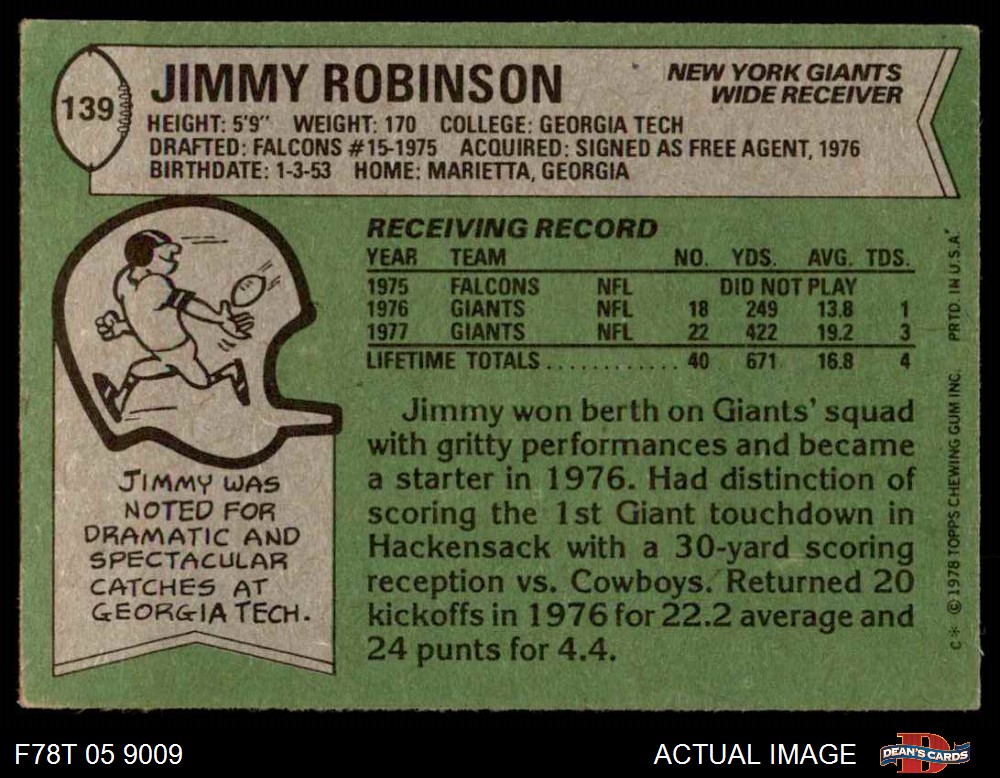 139
JIMMY ROBINSON
NEW YORK GIANTS
WIDE RECEIVER
HEIGHT: 5'9" WEIGHT: 170 COLLEGE: GEORGIA TECH
DRAFTED: FALCONS #15-1975 ACQUIRED: SIGNED AS FREE AGENT, 1976
BIRTHDATE: 1-3-53 HOME: MARIETTA, GEORGIA
RECEIVING RECORD
YEAR TEAM NO. YDS. AVG. TDS.
1975 FALCONS NFL DID NOT PLAY
1976 GIANTS NFL 18 249 13.8 1
1977 GIANTS NFL 22 422 19.2 3
LIFETIME TOTALS............ 40 671 16.8 4
Jimmy won berth on Giants' squad
with gritty performances and became
a starter in 1976. Had distinction of
scoring the 1st Giant touchdown in
Hackensack with a 30-yard scoring
reception vs. Cowboys. Returned 20
kickoffs in 1976 for 22.2 average and
24 punts for 4.4.
JIMMY WAS
NOTED FOR
DRAMATIC AND
SPECTACULAR
CATCHES AT
GEORGIA TECH.
C* © 1978 TOPPS CHEWING GUM INC. PRTD. IN U.S.A.
F78T 05 9009
ACTUAL IMAGE
D
DEAN'S CARDS